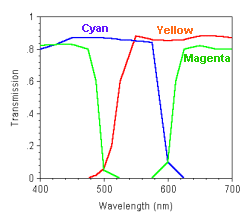 Cyan Yellow
Magenta
1
.8
.6
.4
.2
0
Transmission
400 500 600 700
Wavelength (nm)